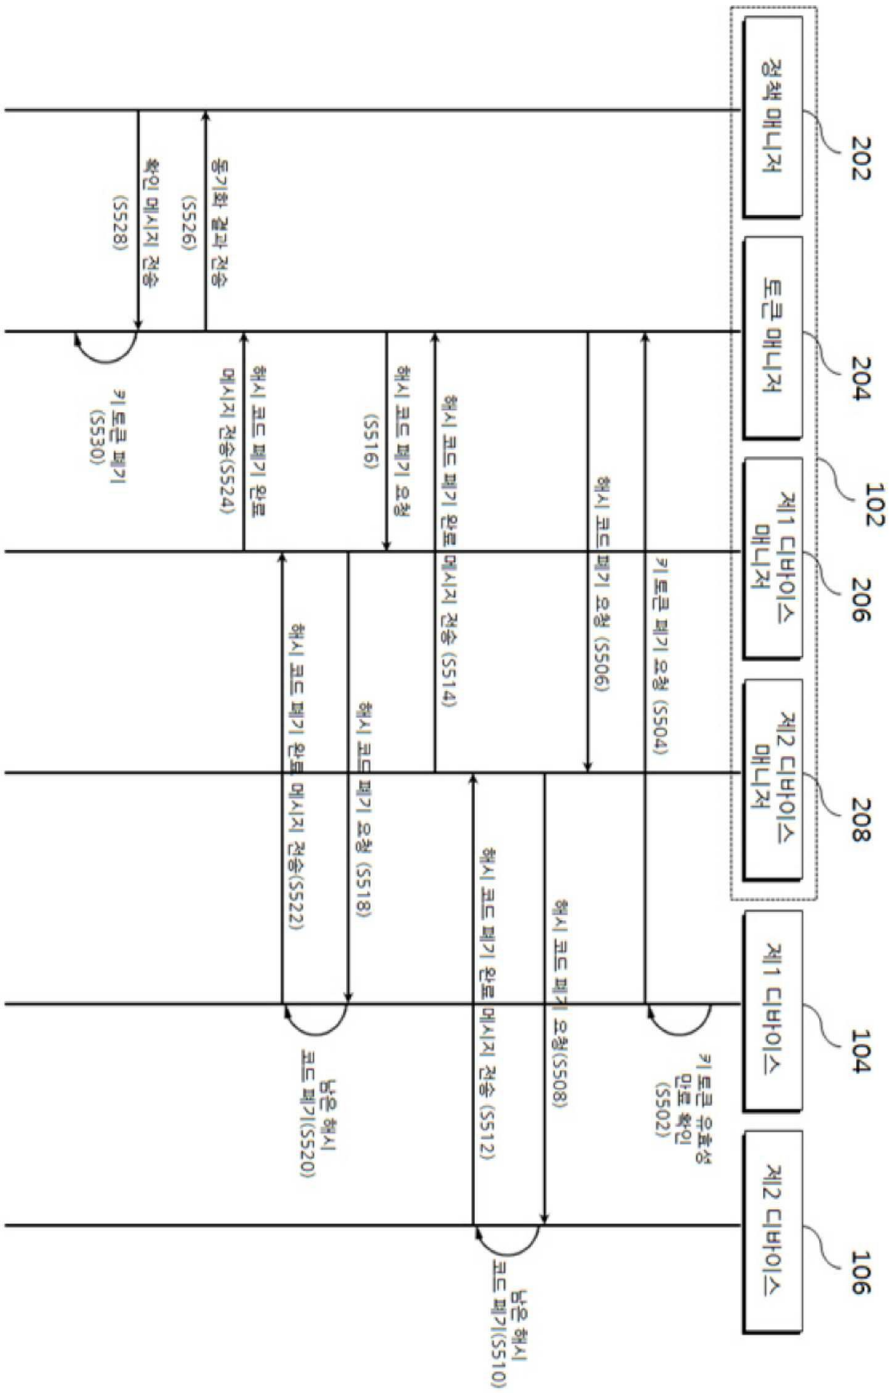 202
204
102
206
208
104
106
정책 매니저
토큰 매니저
제1 디바이스
매니저
제2 디바이스
매니저
제1 디바이스
제2 디바이스
키 토큰 유효성
만료 확인
(S502)
키 토큰 폐기 요청 (S504)
해시 코드 폐기 요청 (S506)
해시 코드 폐기 요청(S508)
남은 해시
코드 폐기(S510)
해시 코드 폐기 완료 메시지 전송 (S512)
해시 코드 폐기 완료 메시지 전송 (S514)
해시 코드 폐기 요청
(S516)
해시 코드 폐기 요청 (S518)
남은 해시
코드 폐기(S520)
해시 코드 폐기 완료 메시지 전송(S522)
해시 코드 폐기 완료
메시지 전송(S524)
동기화 결과 전송
(S526)
확인 메시지 전송
(S528)
키 토큰 폐기
(S530)